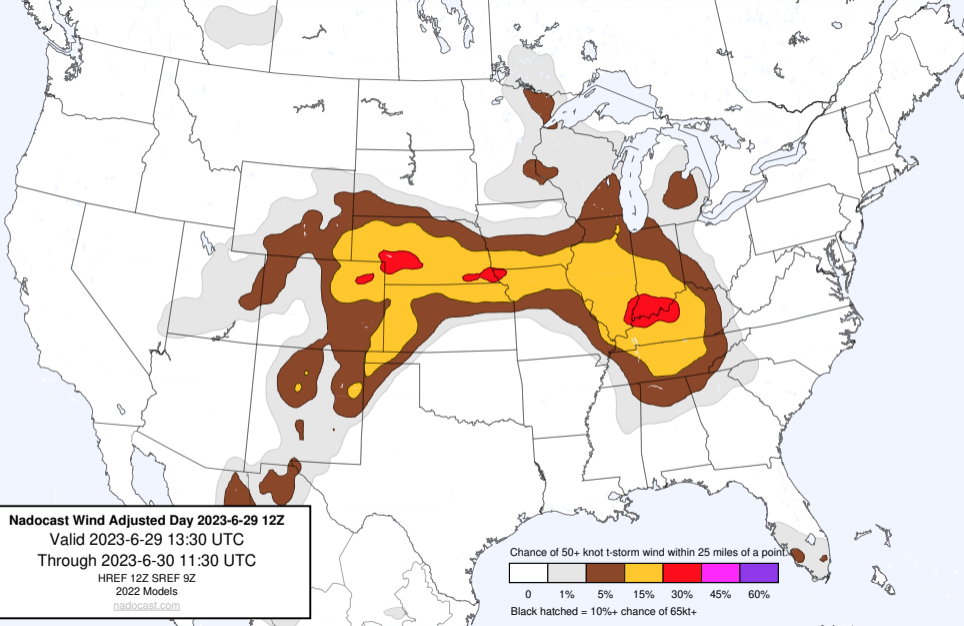 Nadocast Wind Adjusted Day 2023-6-29 12Z
Valid 2023-6-29 13:30 UTC
Through 2023-6-30 11:30 UTC
HREF 12Z SREF 9Z
2022 Models
nadocast.com
Chance of 50+ knot t-storm wind within 25 miles of a point.
0 1% 5% 15% 30% 45% 60%
Black hatched = 10%+ chance of 65kt+